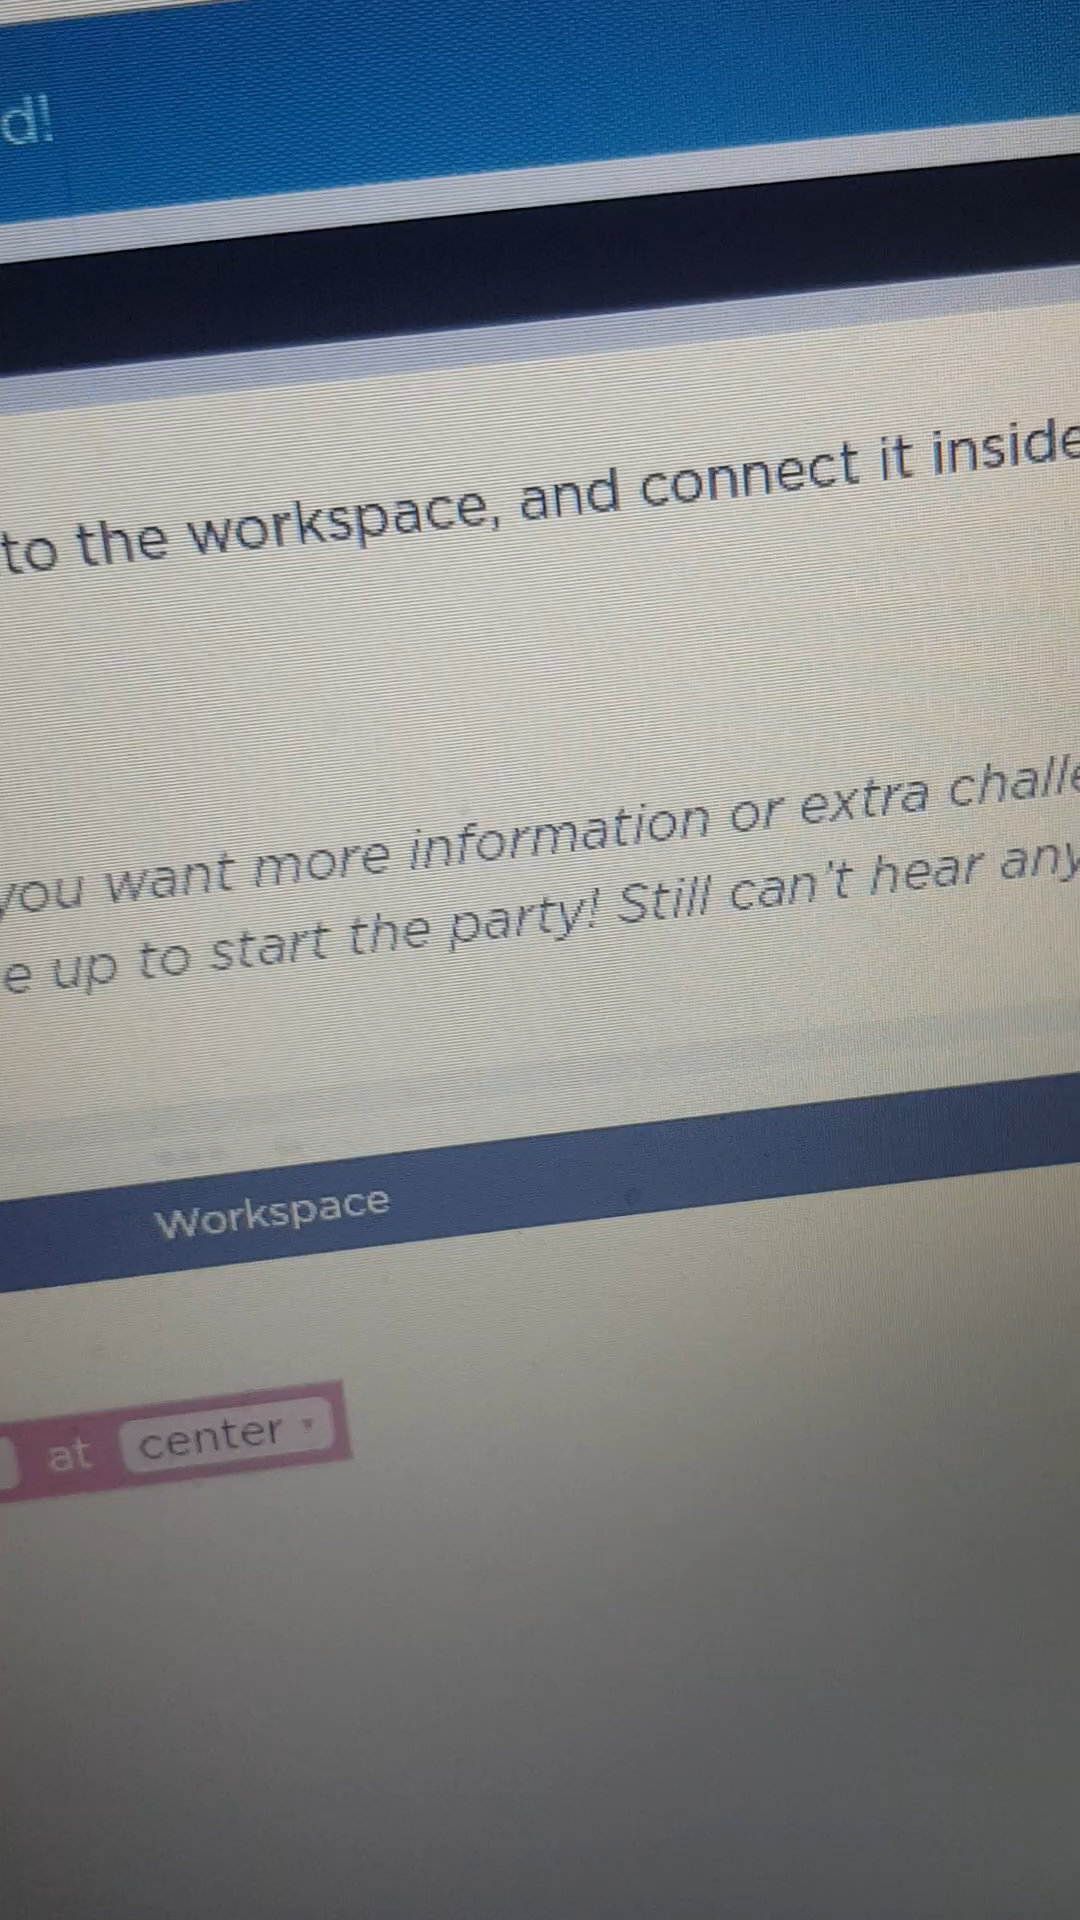 d!
to the workspace, and connect it inside
you want more information or extra challe
e up to start the party! Still can't hear any
Workspace
at center